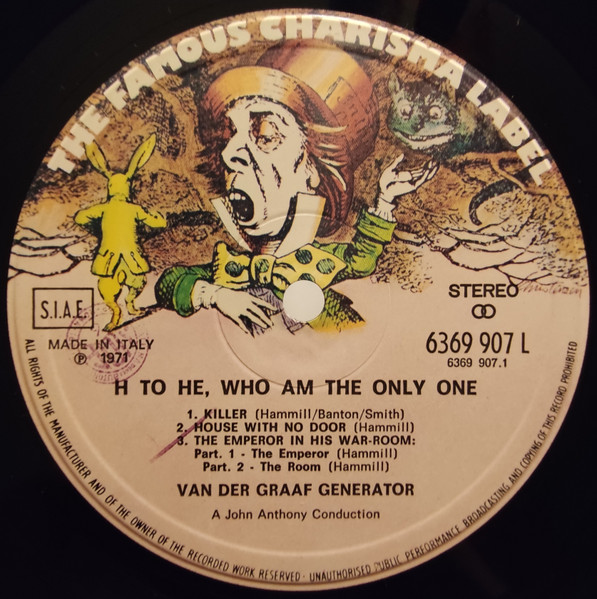 THE FAMOUS CHARISMA LABEL
S.I.A.E.
MADE IN ITALY
℗ 1971
STEREO
6369 907 L
6369 907.1
H TO HE, WHO AM THE ONLY ONE
1. KILLER (Hammill/Banton/Smith)
2. HOUSE WITH NO DOOR (Hammill)
3. THE EMPEROR IN HIS WAR-ROOM:
Part. 1 - The Emperor (Hammill)
Part. 2 - The Room (Hammill)
VAN DER GRAAF GENERATOR
A John Anthony Conduction
ALL RIGHTS OF THE MANUFACTURER AND OF THE OWNER OF THE RECORDED WORK RESERVED · UNAUTHORISED PUBLIC PERFORMANCE BROADCASTING AND COPYING OF THIS RECORD PROHIBITED